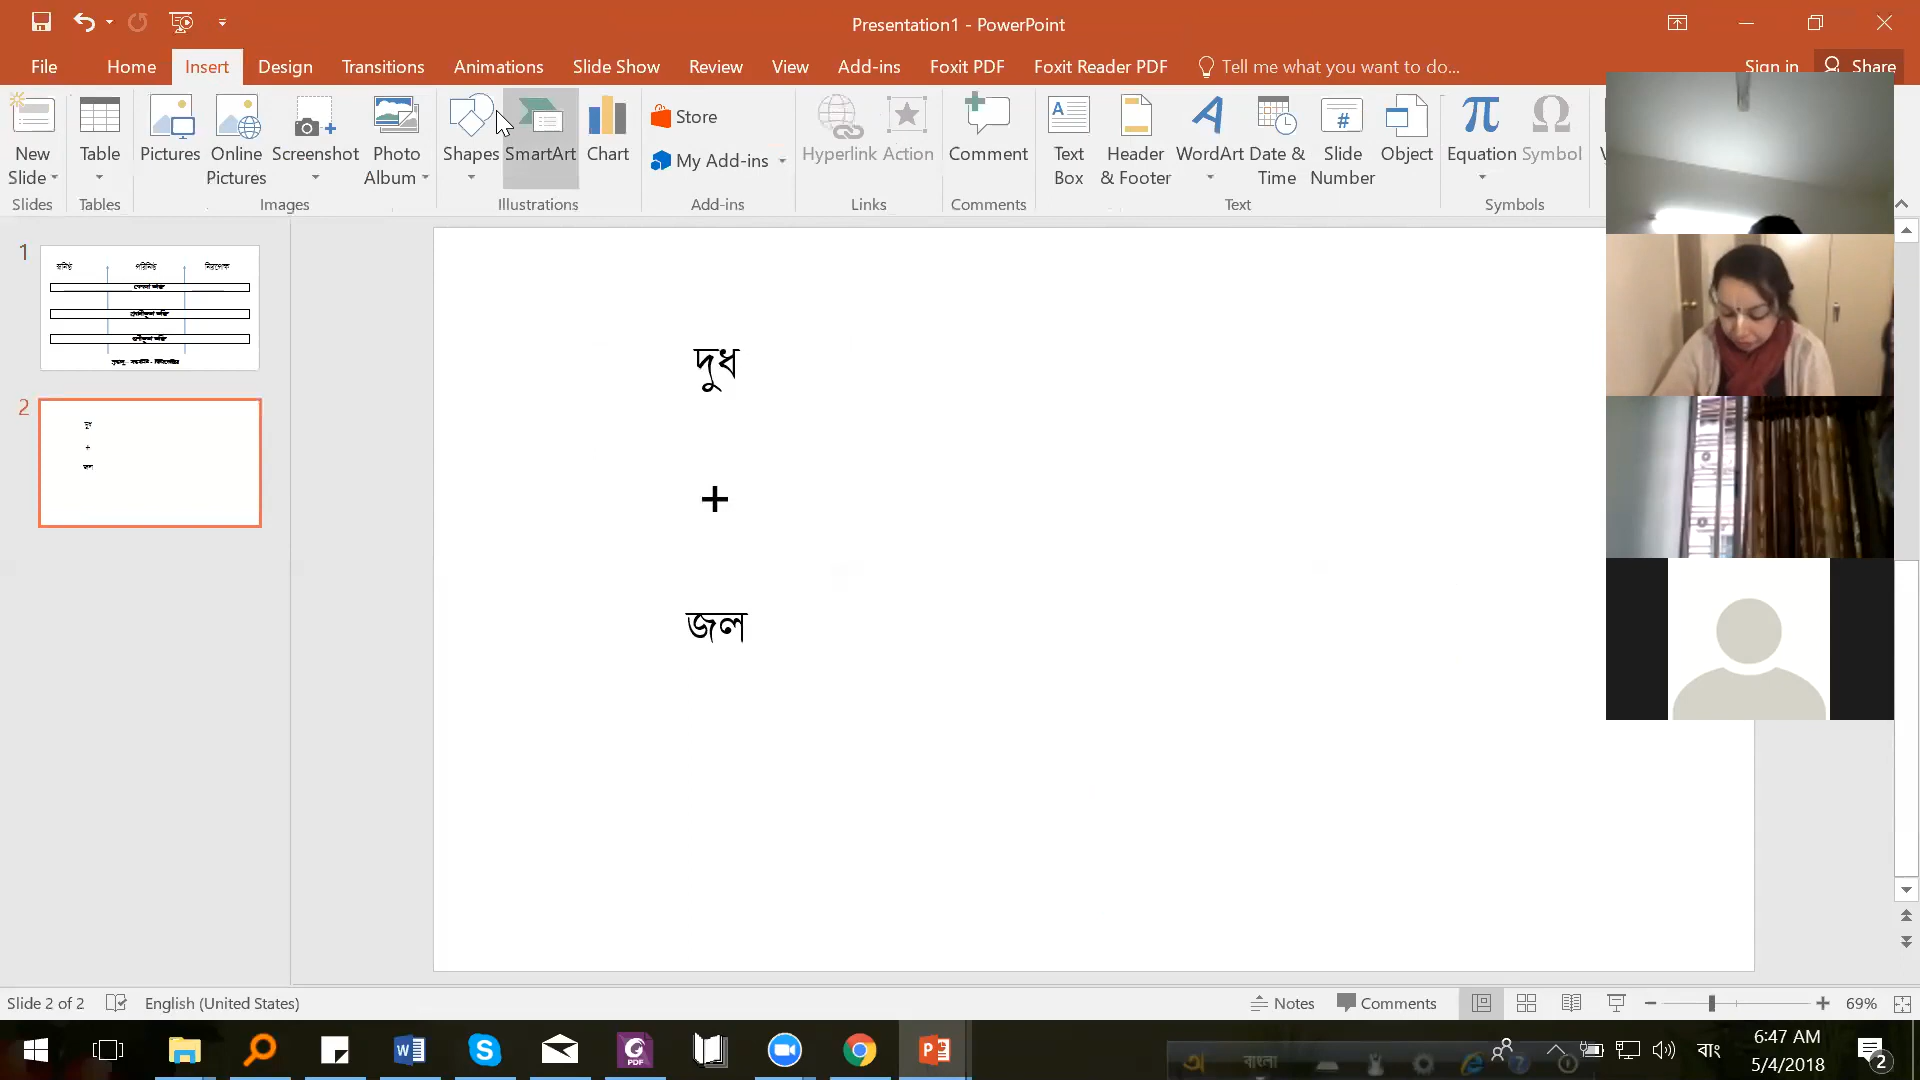 Presentation1 - PowerPoint
File Home Insert Design Transitions Animations Slide Show Review View Add-ins Foxit PDF Foxit Reader PDF Tell me what you want to do... Sign in Share
New Slide
Table
Pictures
Online Pictures
Screenshot
Photo Album
Shapes
SmartArt
Chart
Store
My Add-ins
Hyperlink
Action
Comment
Text Box
Header & Footer
WordArt
Date & Time
Slide Number
Object
Equation
Symbol
Slides Tables Images Illustrations Add-ins Links Comments Text Symbols
1
2
দুধ
+
জল
দুধ
+
জল
Slide 2 of 2 English (United States) Notes Comments 69%
বাংলা
বাং
6:47 AM
5/4/2018
2